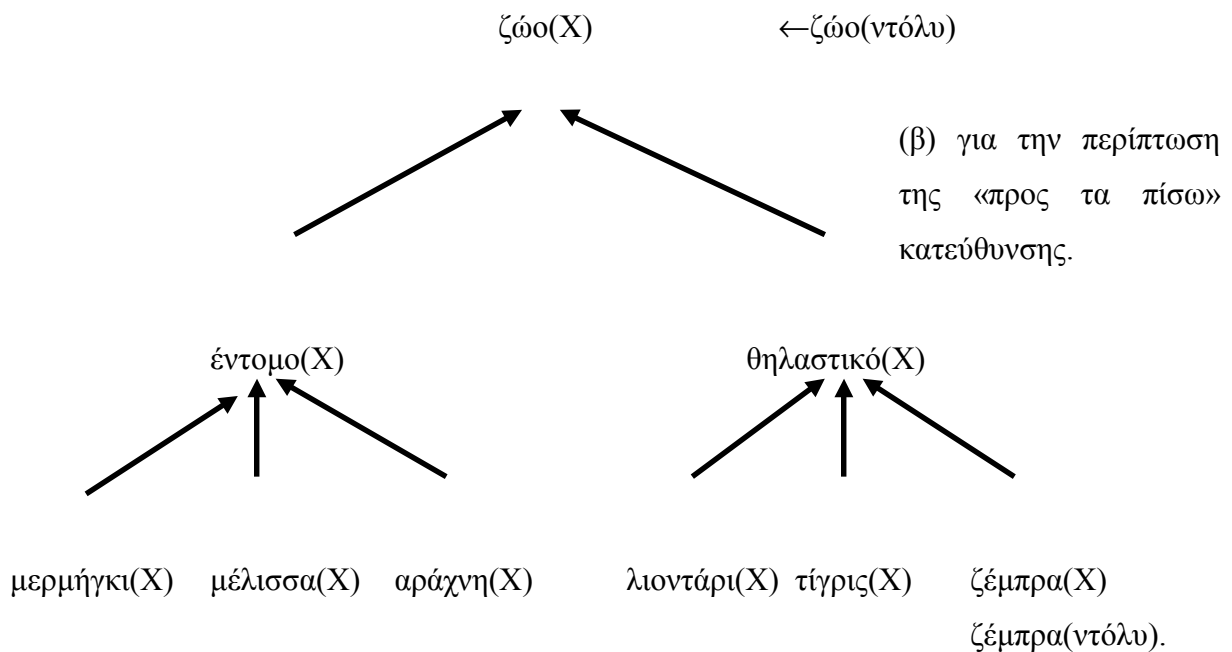 ζώο(Χ) ←ζώο(ντόλυ)
(β) για την περίπτωση
της «προς τα πίσω»
κατεύθυνσης.
έντομο(Χ) θηλαστικό(Χ)
μερμήγκι(Χ) μέλισσα(Χ) αράχνη(Χ) λιοντάρι(Χ) τίγρις(Χ) ζέμπρα(Χ)
ζέμπρα(ντόλυ).